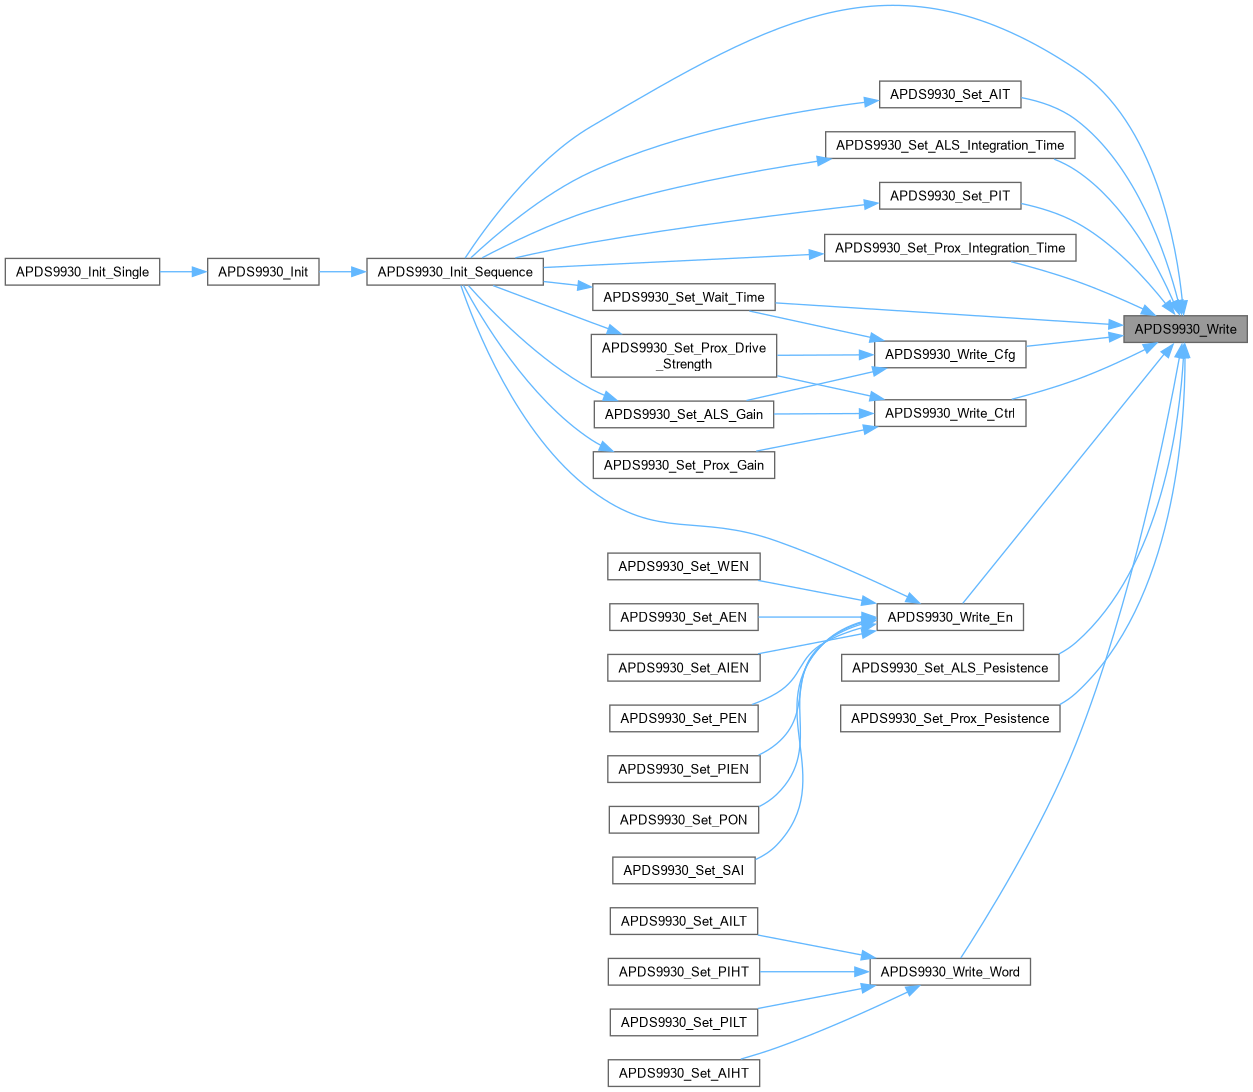 APDS9930_Set_AIT
APDS9930_Set_ALS_Integration_Time
APDS9930_Set_PIT
APDS9930_Set_Prox_Integration_Time
APDS9930_Init_Single
APDS9930_Init
APDS9930_Init_Sequence
APDS9930_Set_Wait_Time
APDS9930_Write
APDS9930_Set_Prox_Drive
_Strength
APDS9930_Write_Cfg
APDS9930_Set_ALS_Gain
APDS9930_Write_Ctrl
APDS9930_Set_Prox_Gain
APDS9930_Set_WEN
APDS9930_Set_AEN
APDS9930_Write_En
APDS9930_Set_AIEN
APDS9930_Set_ALS_Pesistence
APDS9930_Set_PEN
APDS9930_Set_Prox_Pesistence
APDS9930_Set_PIEN
APDS9930_Set_PON
APDS9930_Set_SAI
APDS9930_Set_AILT
APDS9930_Set_PIHT
APDS9930_Write_Word
APDS9930_Set_PILT
APDS9930_Set_AIHT